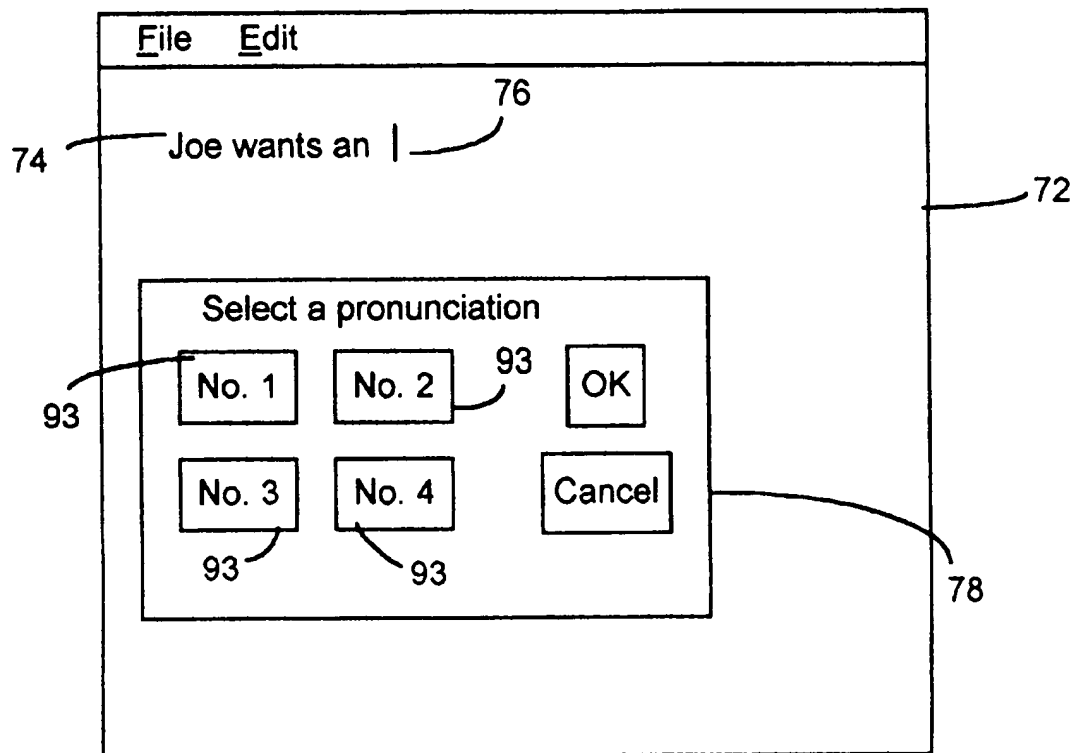 File Edit
76
74 Joe wants an
72
Select a pronunciation
93 No. 1 No. 2 93 OK
No. 3 No. 4 Cancel
93 93
78